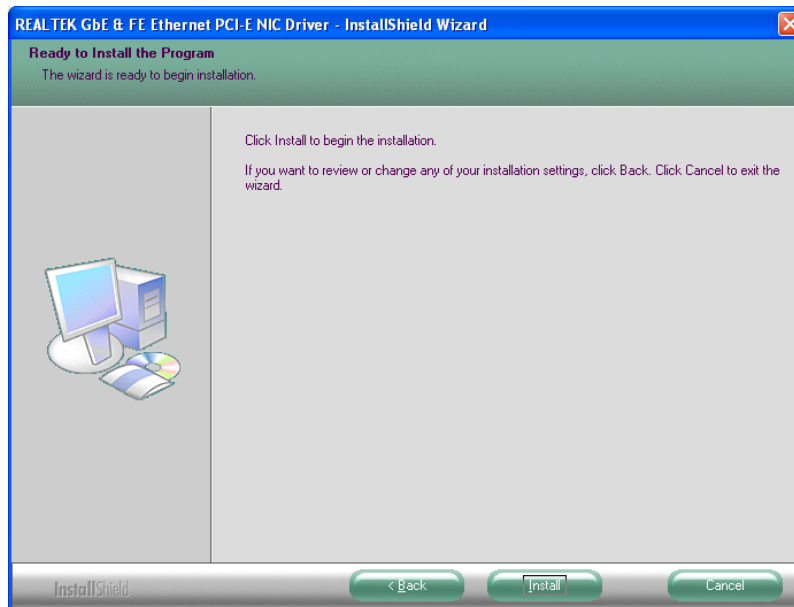 REALTEK GbE & FE Ethernet PCI-E NIC Driver - InstallShield Wizard
Ready to Install the Program
The wizard is ready to begin installation.
Click Install to begin the installation.
If you want to review or change any of your installation settings, click Back. Click Cancel to exit the
wizard.
InstallShield
< Back
Install
Cancel